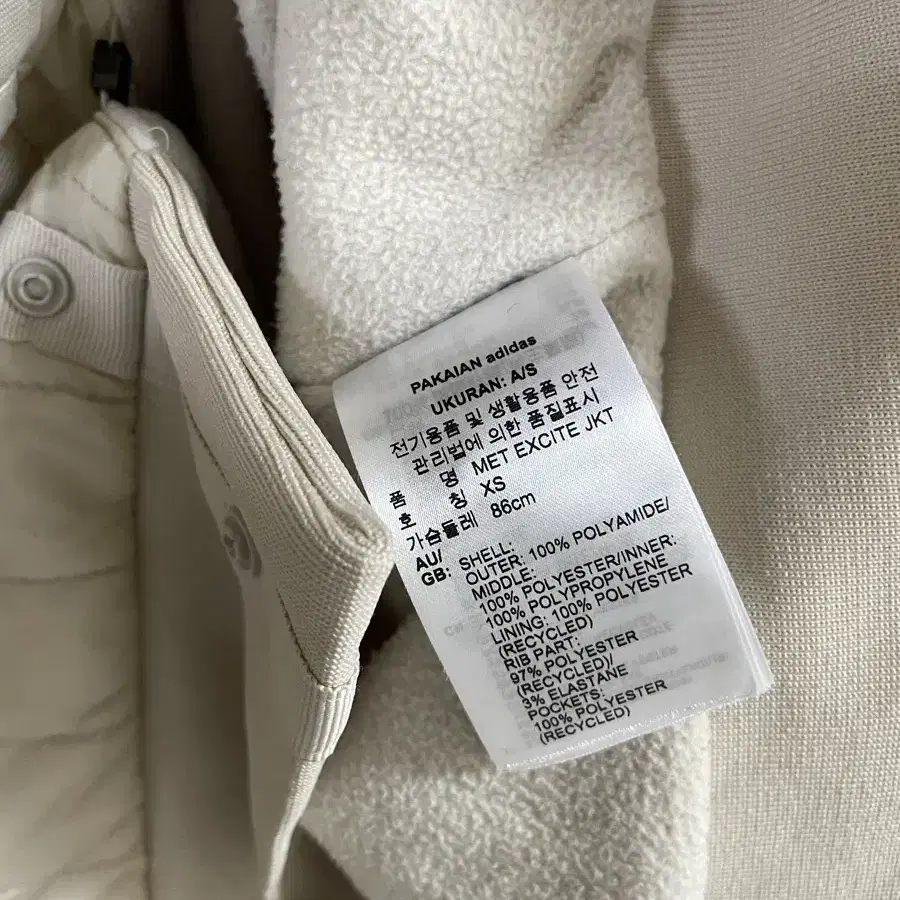 PAKAIAN adidas
UKURAN: A/S
전기용품 및 생활용품 안전
관리법에 의한 품질표시
품 명 MET EXCITE JKT
호 칭 XS
가슴둘레 86cm
AU/
GB: SHELL:
OUTER: 100% POLYAMIDE/
MIDDLE:
100% POLYESTER/INNER:
100% POLYPROPYLENE
LINING: 100% POLYESTER
(RECYCLED)
RIB PART:
97% POLYESTER
(RECYCLED)/
3% ELASTANE
POCKETS:
100% POLYESTER
(RECYCLED)